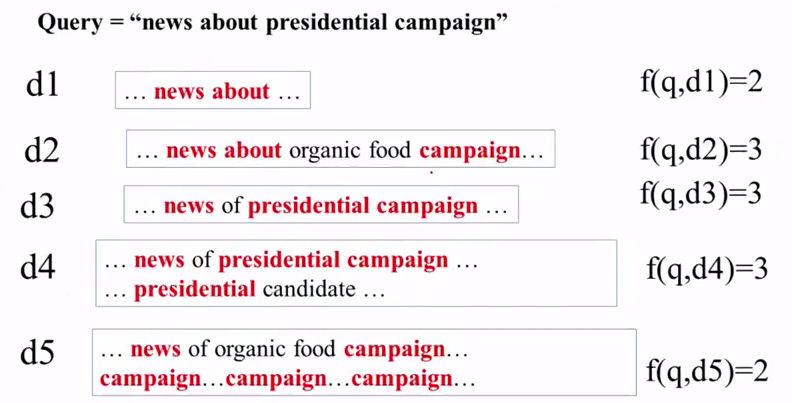 Query = “news about presidential campaign”
d1 … news about … f(q,d1)=2
d2 … news about organic food campaign… f(q,d2)=3
d3 … news of presidential campaign … f(q,d3)=3
d4 … news of presidential campaign … f(q,d4)=3
… presidential candidate …
d5 … news of organic food campaign… f(q,d5)=2
campaign…campaign…campaign…